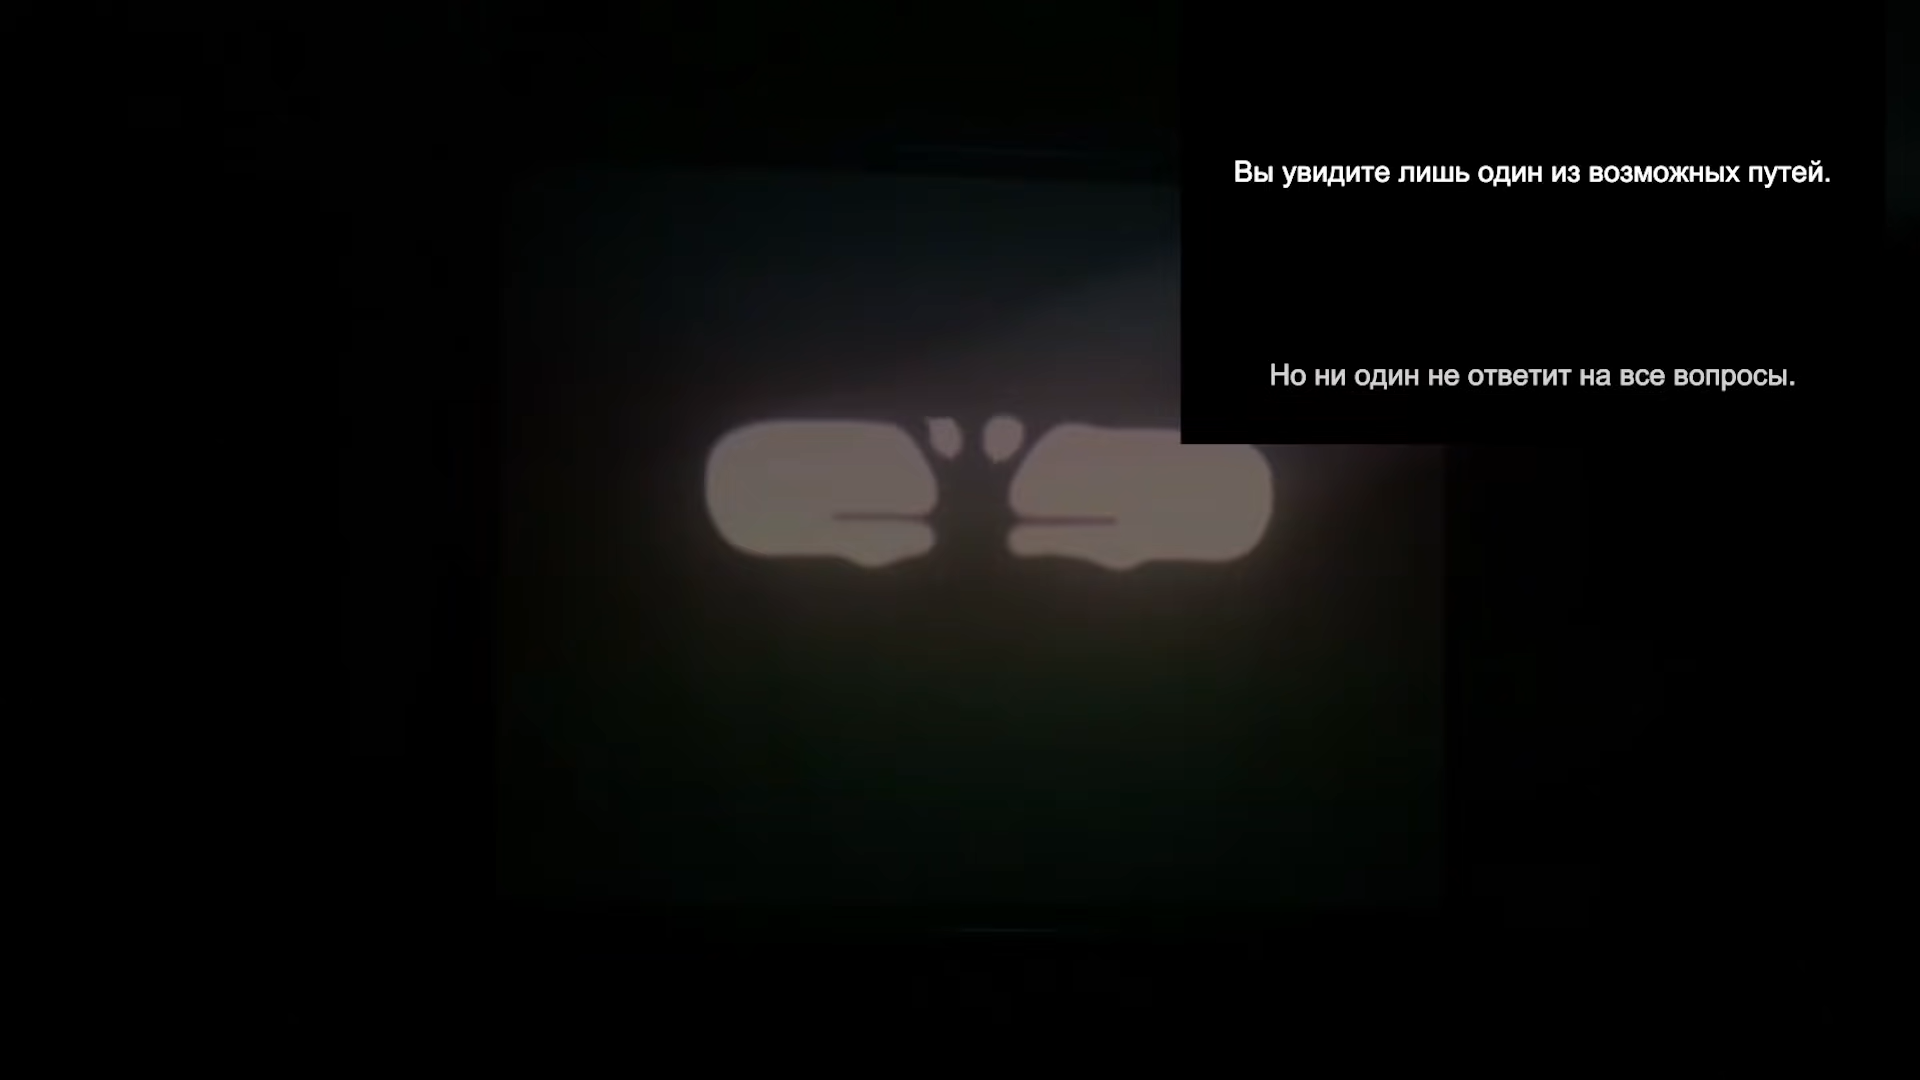 Вы увидите лишь один из возможных путей.
Но ни один не ответит на все вопросы.